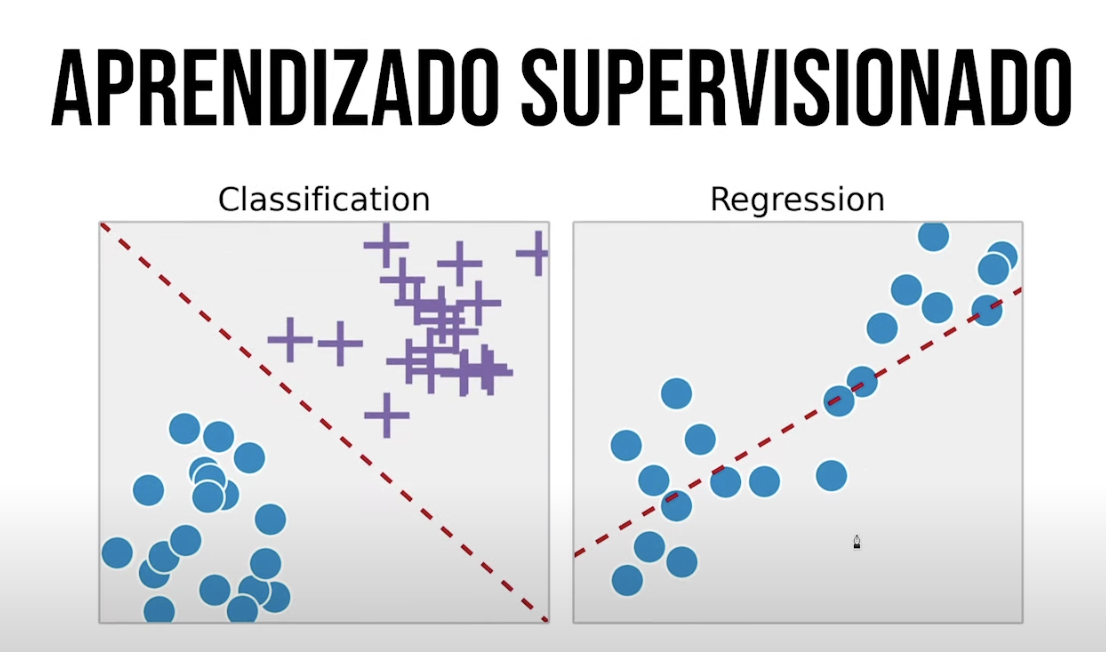 APRENDIZADO SUPERVISIONADO
Classification
Regression